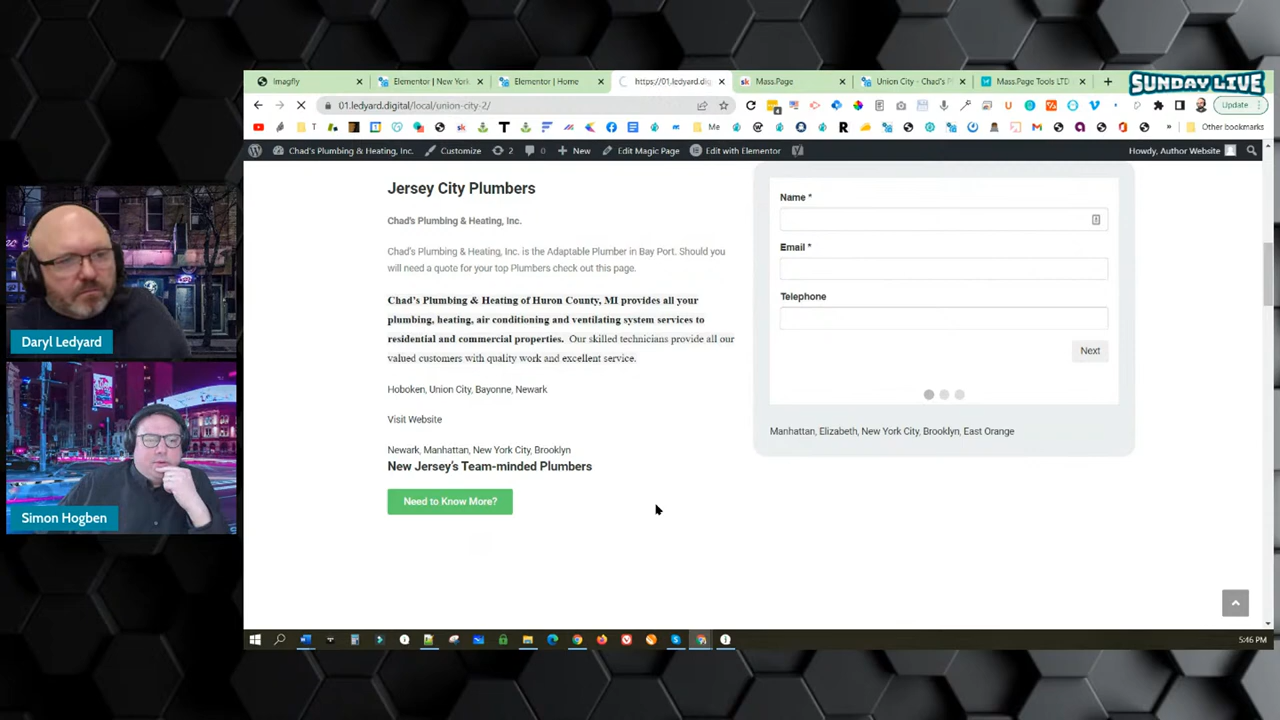 SUNDAY LIVE
Imagfly
Elementor | New York
Elementor | Home
https://01.ledyard.dig
Mass.Page
Union City - Chad's P
Mass.Page Tools LTD
01.ledyard.digital/local/union-city-2/
Update
T
Me
Other bookmarks
Chad's Plumbing & Heating, Inc.
Customize
2
0
New
Edit Magic Page
Edit with Elementor
Howdy, Author Website
Jersey City Plumbers
Chad's Plumbing & Heating, Inc.
Chad's Plumbing & Heating, Inc. is the Adaptable Plumber in Bay Port. Should you
will need a quote for your top Plumbers check out this page.
Chad's Plumbing & Heating of Huron County, MI provides all your
plumbing, heating, air conditioning and ventilating system services to
residential and commercial properties. Our skilled technicians provide all our
valued customers with quality work and excellent service.
Hoboken, Union City, Bayonne, Newark
Visit Website
Newark, Manhattan, New York City, Brooklyn
New Jersey's Team-minded Plumbers
Need to Know More?
Name *
Email *
Telephone
Next
Manhattan, Elizabeth, New York City, Brooklyn, East Orange
Daryl Ledyard
Simon Hogben
5:46 PM